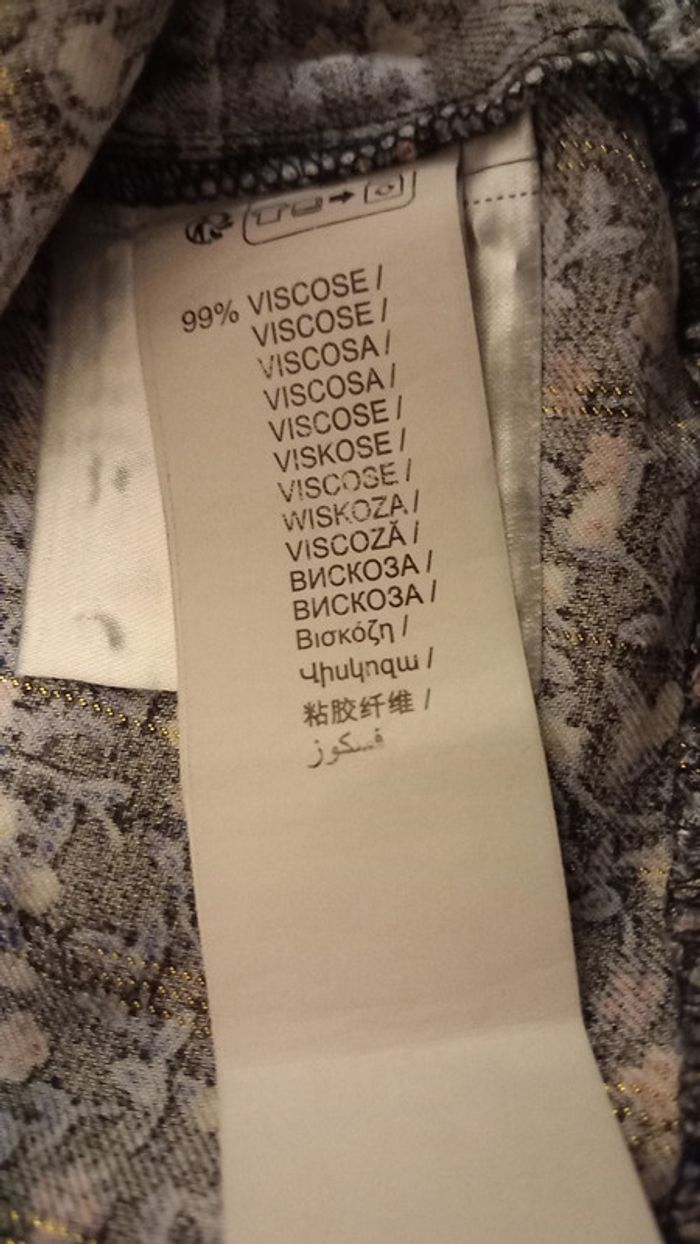 99% VISCOSE /
VISCOSE /
VISCOSA /
VISCOSA /
VISCOSE /
VISKOSE /
VISCOSE /
WISKOZA /
VISCOZĂ /
ВИСКОЗА /
ВИСКОЗА /
Βισκόζη /
Վիսկոզա /
粘胶纤维 /
فسكوز